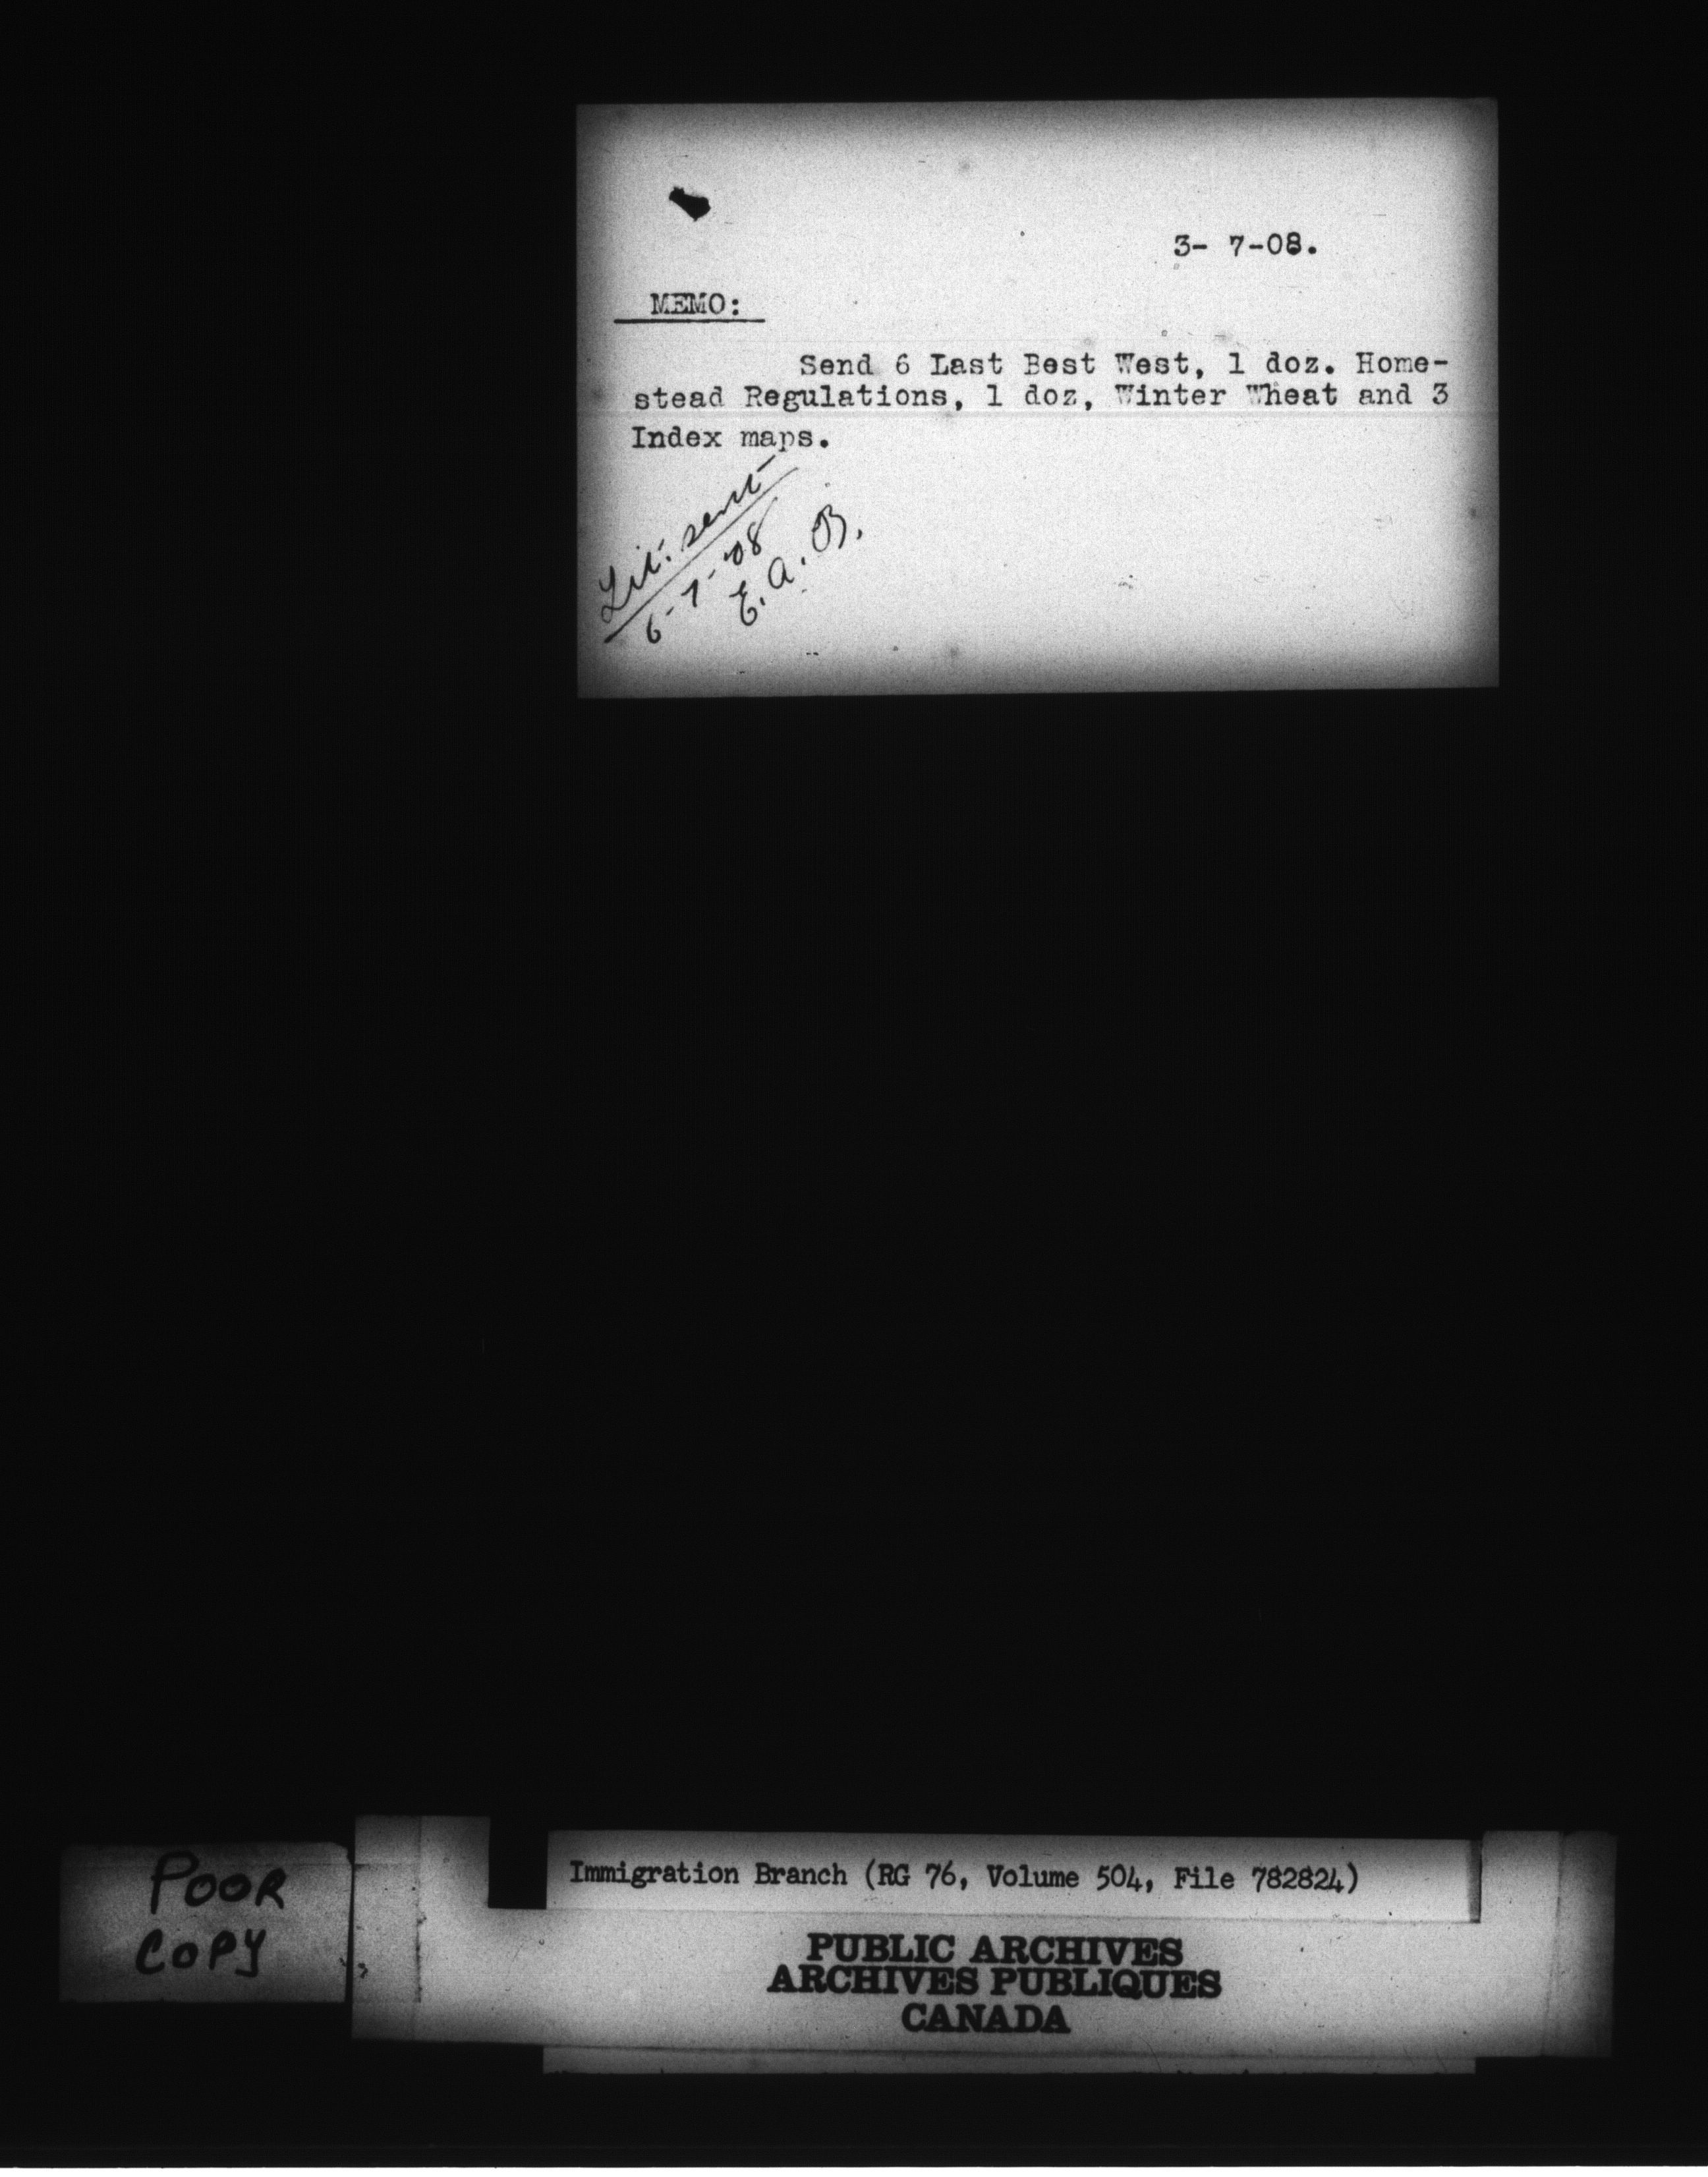 3- 7-08.
MEMO:
Send 6 Last Best West, 1 doz. Home-
stead Regulations, 1 doz, Winter Wheat and 3
Index maps.
Lit. sent
6-7-'08
E. A. B.
POOR
COPY
Immigration Branch (RG 76, Volume 504, File 782824)
PUBLIC ARCHIVES
ARCHIVES PUBLIQUES
CANADA